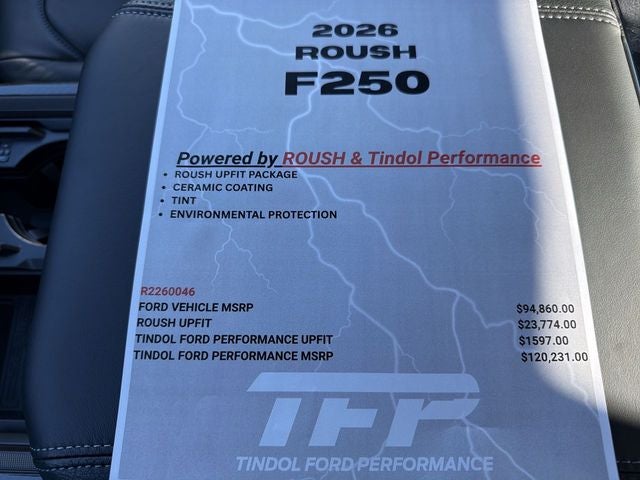 2026
ROUSH
F250
Powered by ROUSH & Tindol Performance
• ROUSH UPFIT PACKAGE
• CERAMIC COATING
• TINT
• ENVIRONMENTAL PROTECTION
R2260046
FORD VEHICLE MSRP $94,860.00
ROUSH UPFIT $23,774.00
TINDOL FORD PERFORMANCE UPFIT $1597.00
TINDOL FORD PERFORMANCE MSRP $120,231.00
TFP
TINDOL FORD PERFORMANCE